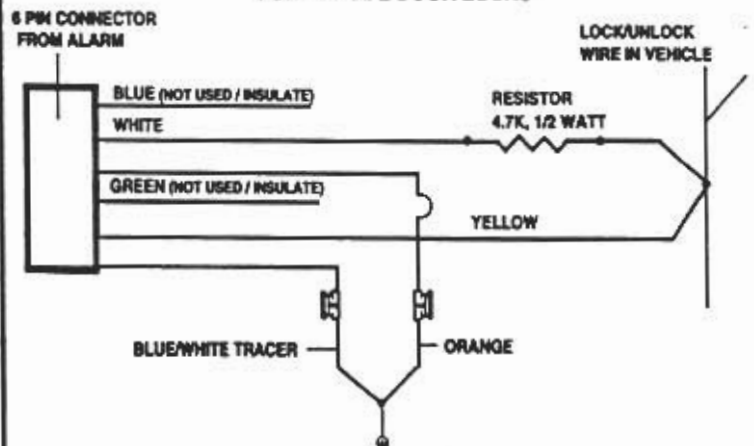 6 PIN CONNECTOR
FROM ALARM
LOCK/UNLOCK
WIRE IN VEHICLE
BLUE (NOT USED / INSULATE)
RESISTOR
4.7K, 1/2 WATT
WHITE
GREEN (NOT USED / INSULATE)
YELLOW
BLUE/WHITE TRACER
ORANGE